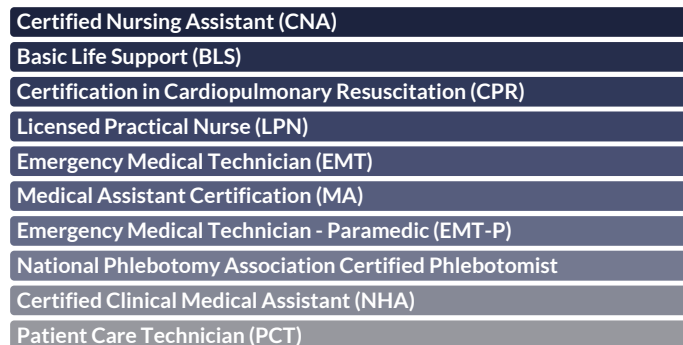 Certified Nursing Assistant (CNA)
Basic Life Support (BLS)
Certification in Cardiopulmonary Resuscitation (CPR)
Licensed Practical Nurse (LPN)
Emergency Medical Technician (EMT)
Medical Assistant Certification (MA)
Emergency Medical Technician - Paramedic (EMT-P)
National Phlebotomy Association Certified Phlebotomist
Certified Clinical Medical Assistant (NHA)
Patient Care Technician (PCT)